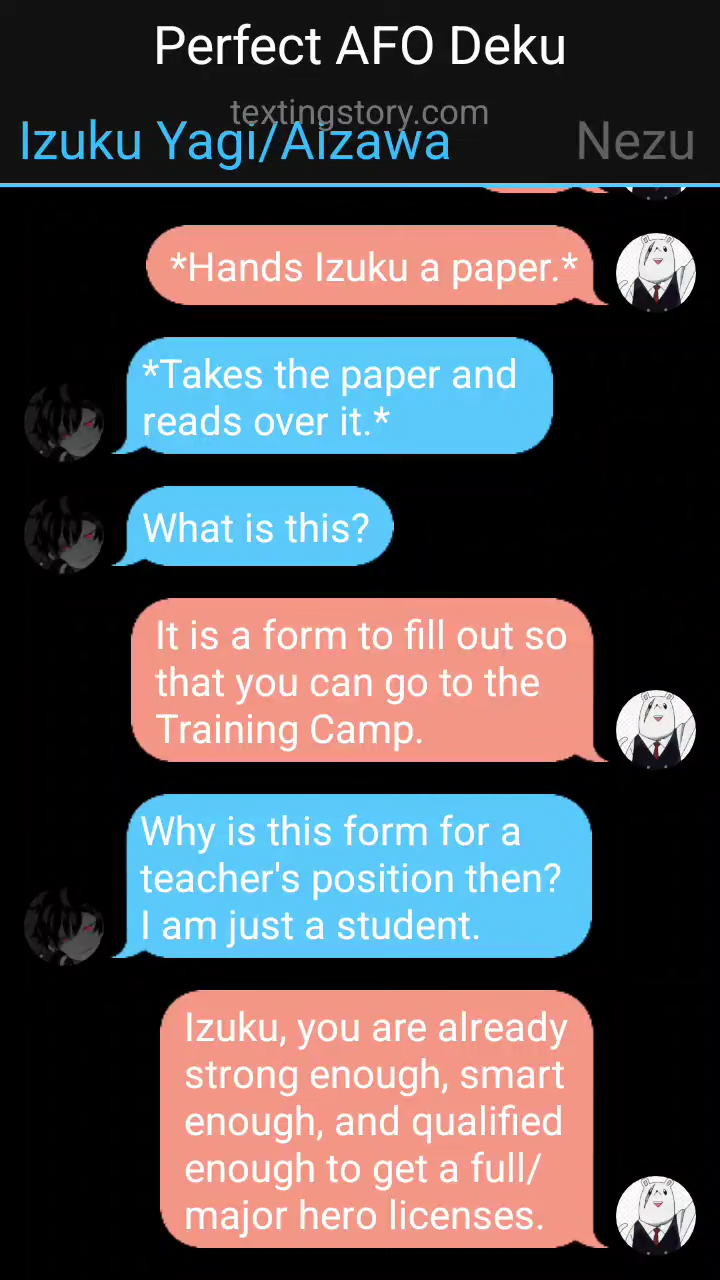 Perfect AFO Deku
textingstory.com
Izuku Yagi/Aizawa
Nezu
*Hands Izuku a paper.*
*Takes the paper and
reads over it.*
What is this?
It is a form to fill out so
that you can go to the
Training Camp.
Why is this form for a
teacher's position then?
I am just a student.
Izuku, you are already
strong enough, smart
enough, and qualified
enough to get a full/
major hero licenses.